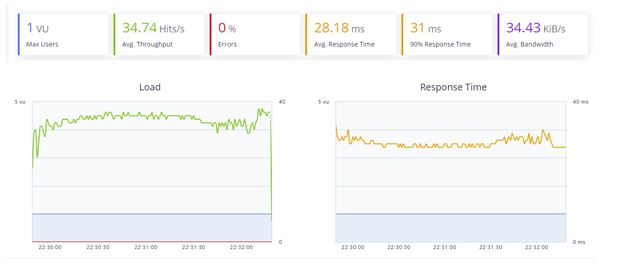 1 VU
Max Users
34.74 Hits/s
Avg. Throughput
0 %
Errors
28.18 ms
Avg. Response Time
31 ms
90% Response Time
34.43 KiB/s
Avg. Bandwidth
Load
5 vu
40
0
22:30:00
22:30:30
22:31:00
22:31:30
22:32:00
Response Time
5 vu
40 ms
0 ms
22:30:00
22:30:30
22:31:00
22:31:30
22:32:00